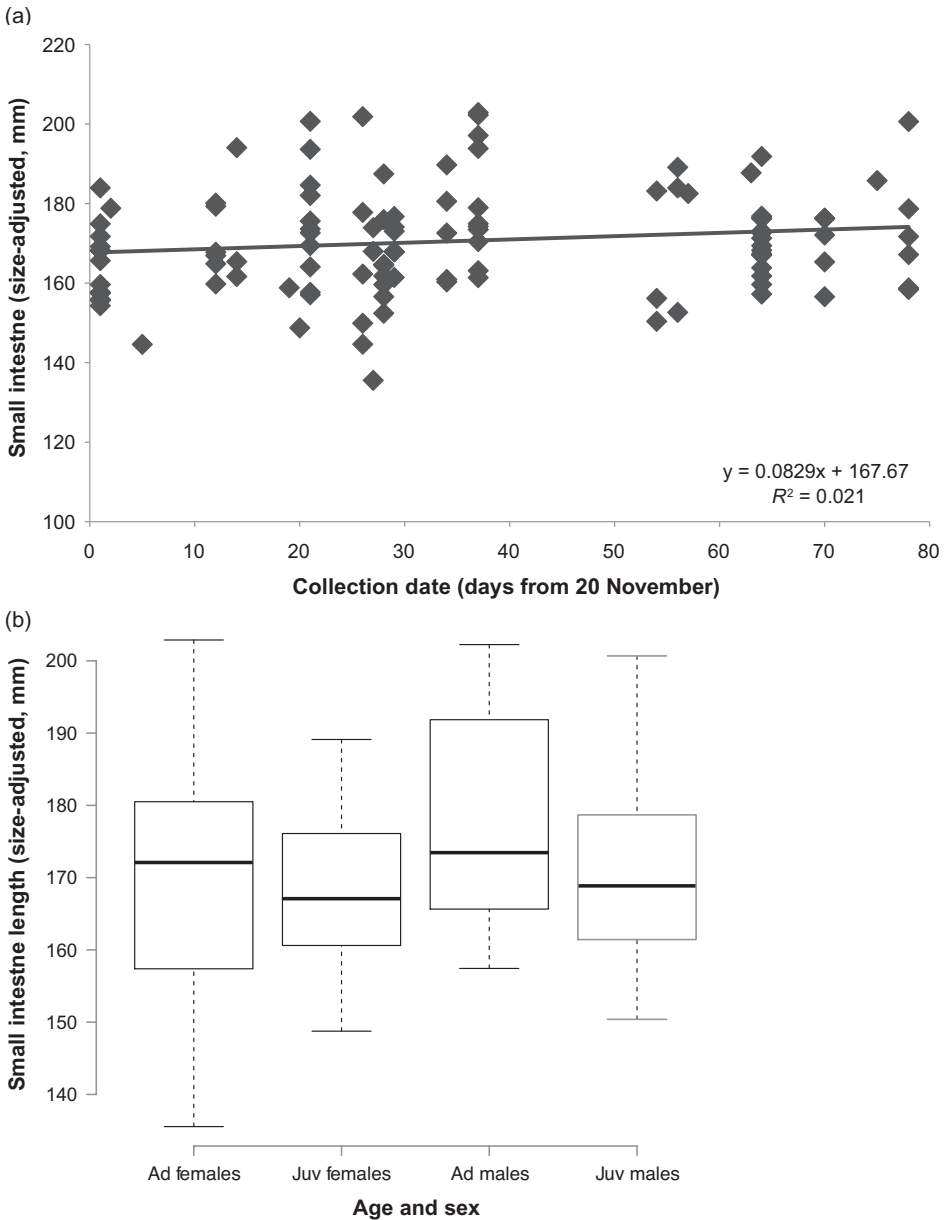 (a)
Small intestne (size-adjusted, mm)
220
200
180
160
140
120
100
y = 0.0829x + 167.67
R² = 0.021
0 10 20 30 40 50 60 70 80
Collection date (days from 20 November)
(b)
Small intestne length (size-adjusted, mm)
200
190
180
170
160
150
140
Ad females Juv females Ad males Juv males
Age and sex